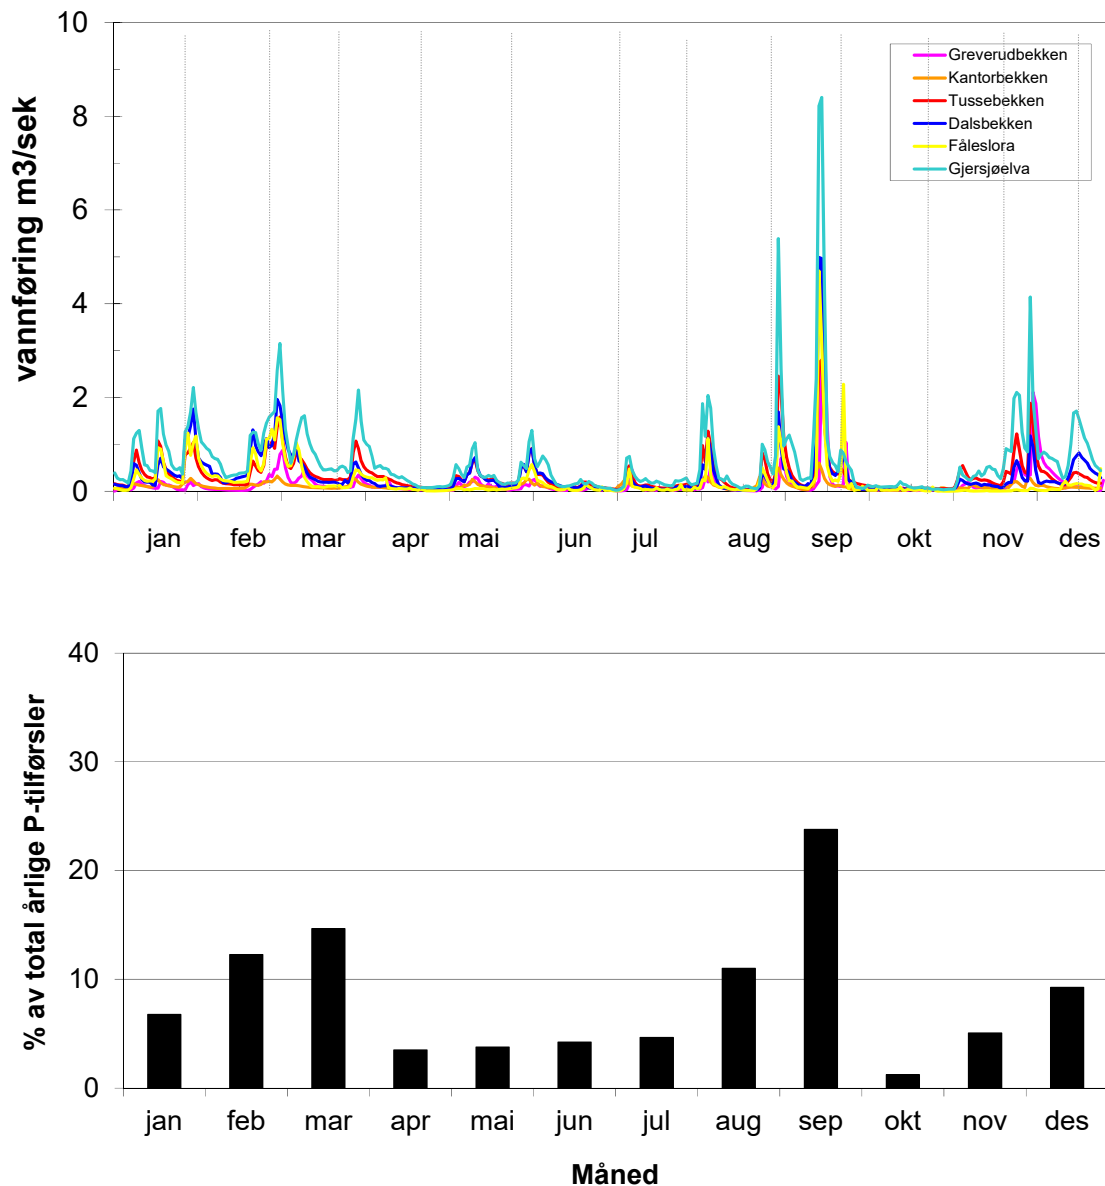 vannføring m3/sek
10
8
6
4
2
0
Greverudbekken
Kantorbekken
Tussebekken
Dalsbekken
Fåleslora
Gjersjøelva
jan feb mar apr mai jun jul aug sep okt nov des
% av total årlige P-tilførsler
40
30
20
10
0
jan feb mar apr mai jun jul aug sep okt nov des
Måned